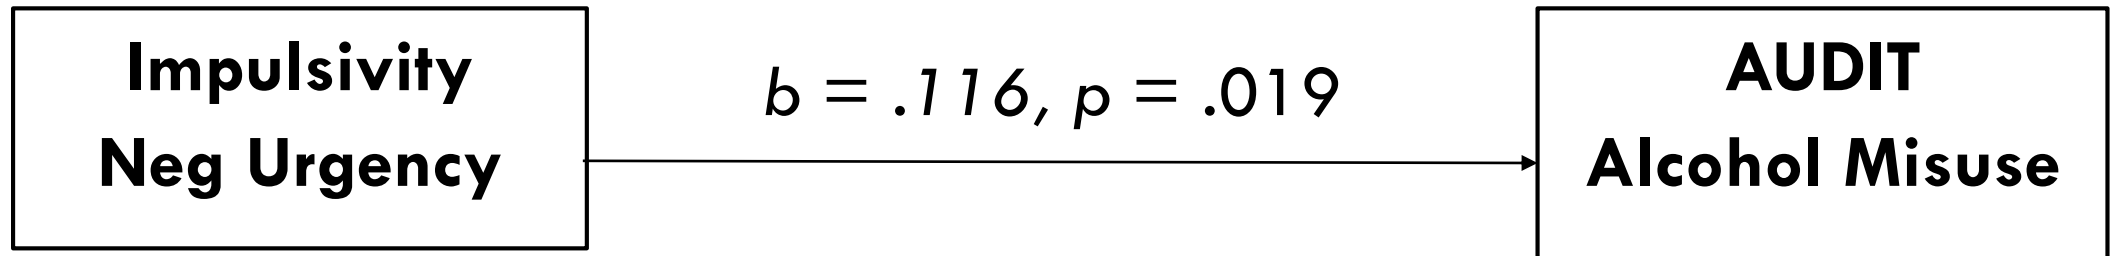 Impulsivity
Neg Urgency
b = .116, p = .019
AUDIT
Alcohol Misuse